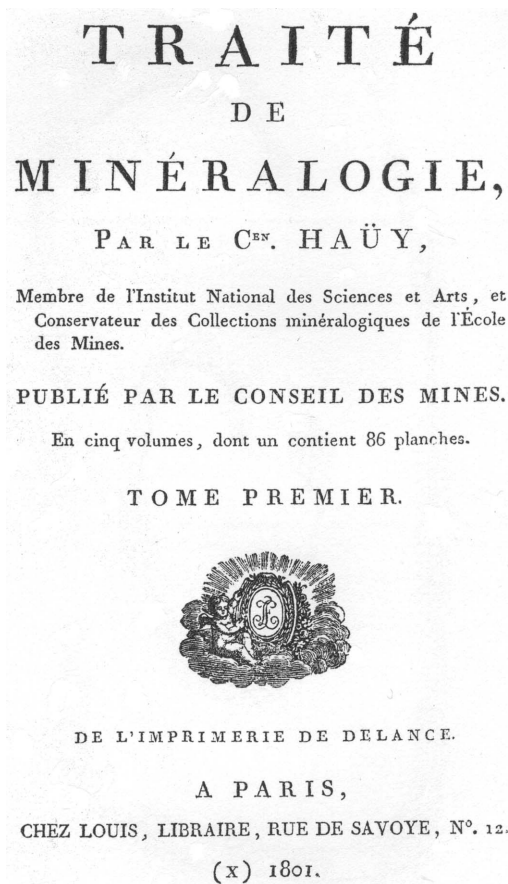 TRAITÉ
DE
MINÉRALOGIE,
PAR LE CEN. HAÜY,
Membre de l'Institut National des Sciences et Arts, et
Conservateur des Collections minéralogiques de l'École
des Mines.
PUBLIÉ PAR LE CONSEIL DES MINES.
En cinq volumes, dont un contient 86 planches.
TOME PREMIER.
DE L'IMPRIMERIE DE DELANCE.
A PARIS,
CHEZ LOUIS, LIBRAIRE, RUE DE SAVOYE, N°. 12.
(X) 1801.